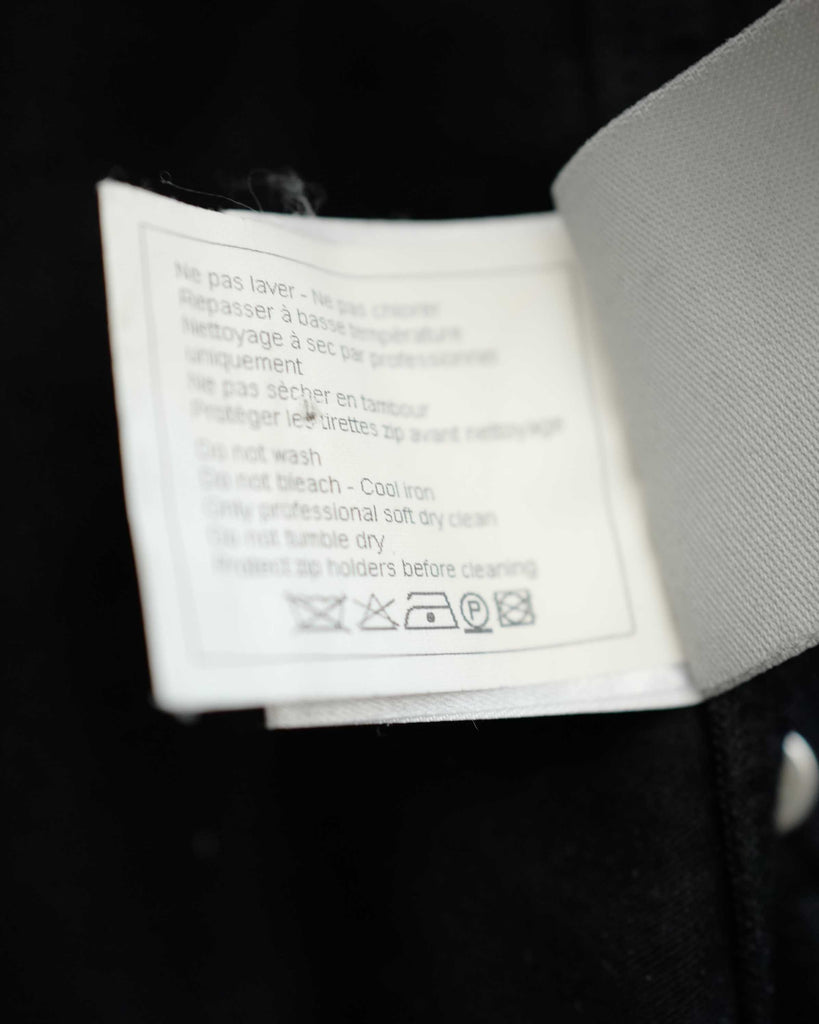 Ne pas laver - Ne pas chlorer
Repasser à basse température
Nettoyage à sec par professionnel
uniquement
Ne pas sècher en tambour
Protéger les tirettes zip avant nettoyage
Do not wash
Do not bleach - Cool iron
Only professional soft dry clean
Do not tumble dry
Protect zip holders before cleaning
P